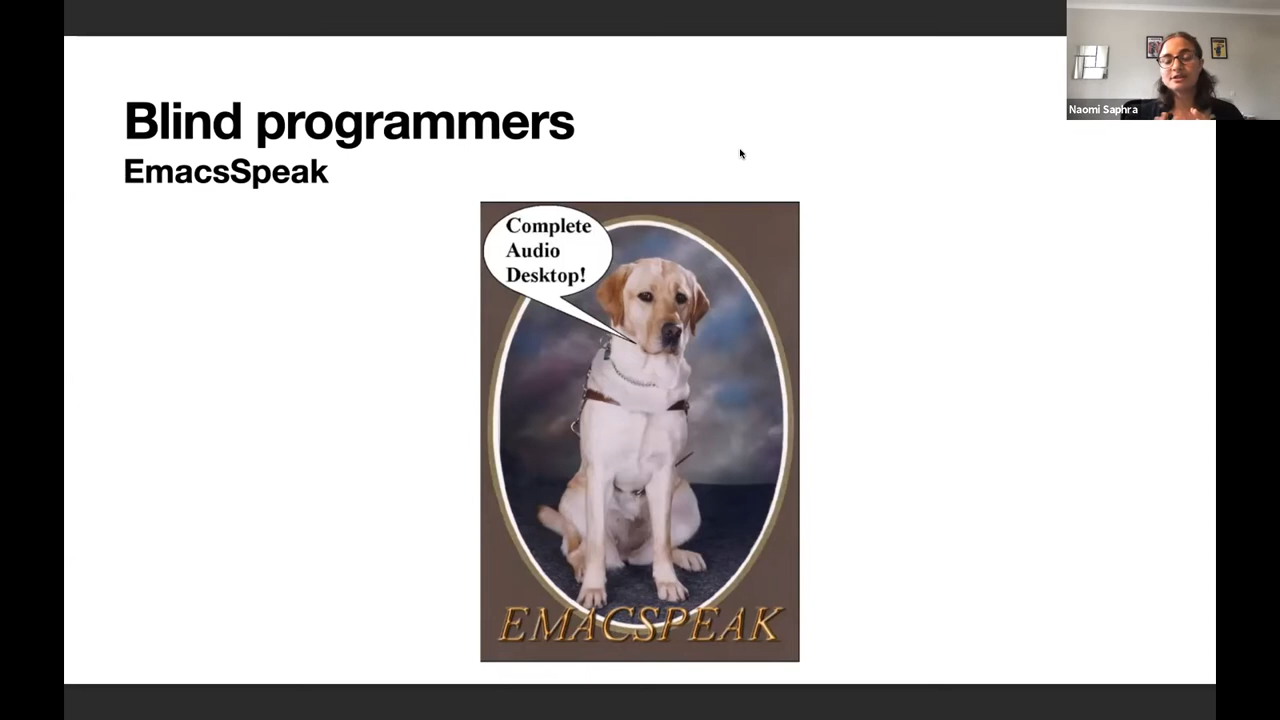 Blind programmers
EmacsSpeak
Complete
Audio
Desktop!
EMACSPEAK
Naomi Saphra